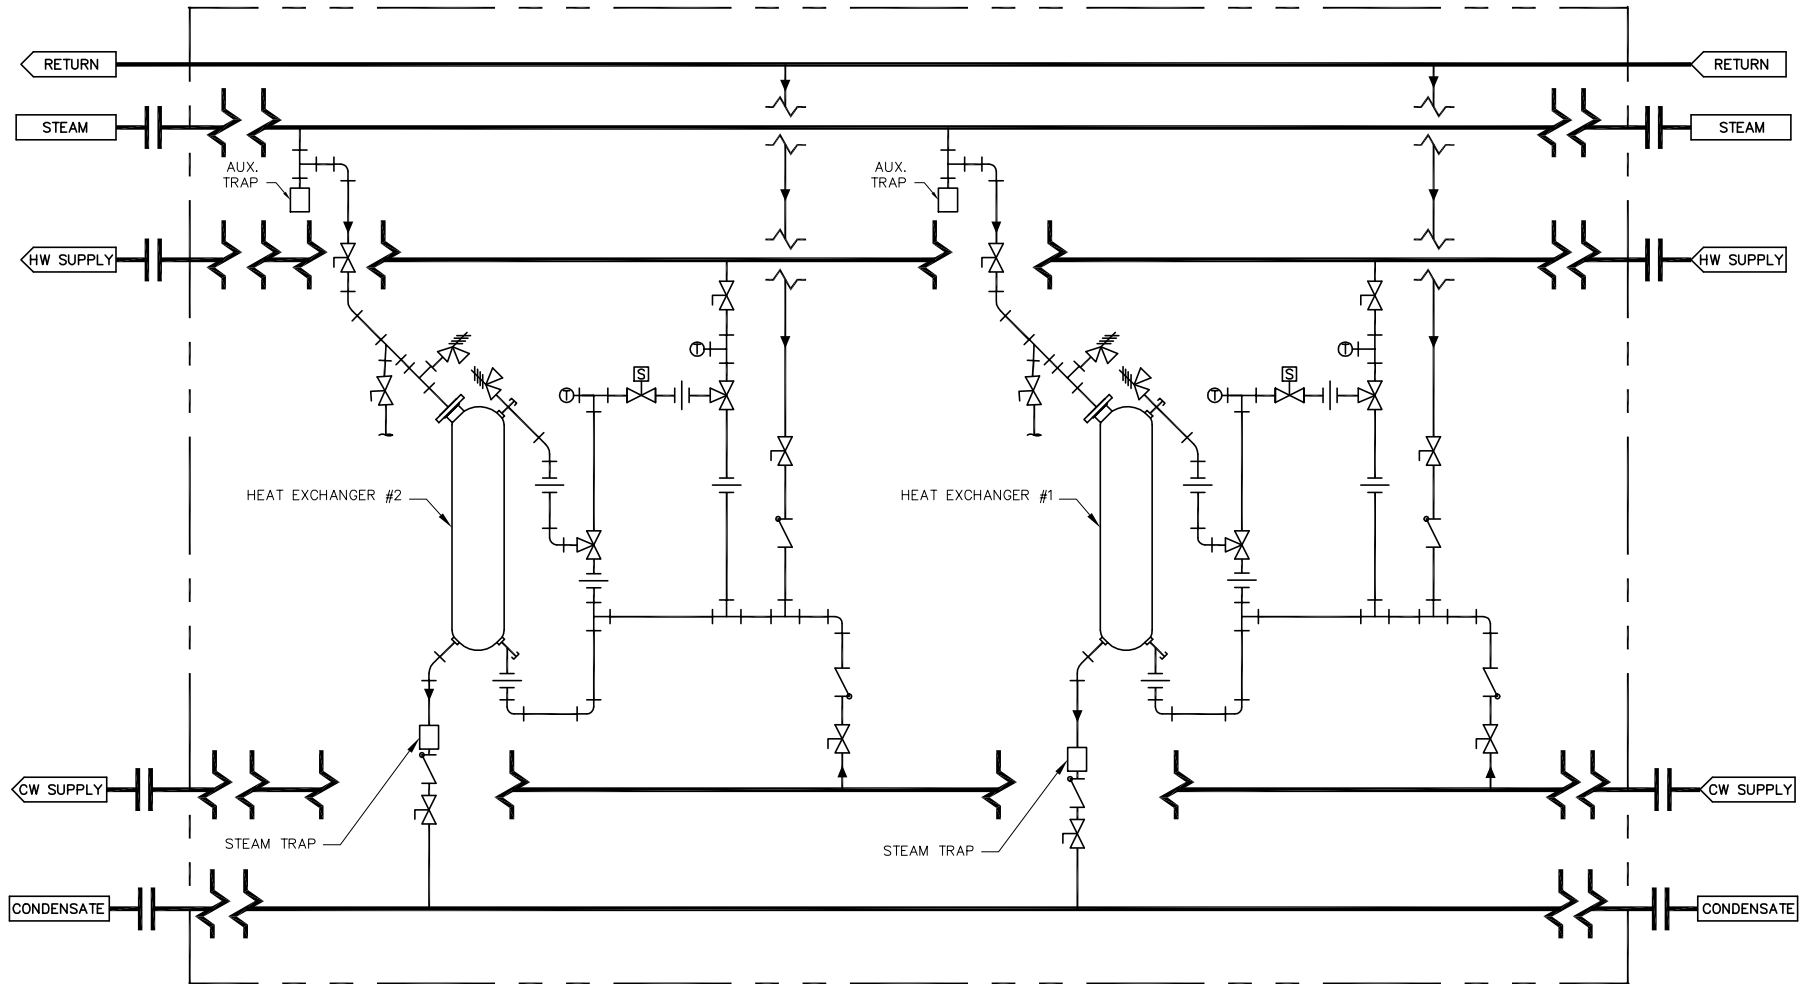 RETURN
RETURN
STEAM
STEAM
AUX.
TRAP
AUX.
TRAP
HW SUPPLY
HW SUPPLY
T
T
S
S
T
T
HEAT EXCHANGER #2
HEAT EXCHANGER #1
CW SUPPLY
CW SUPPLY
STEAM TRAP
STEAM TRAP
CONDENSATE
CONDENSATE